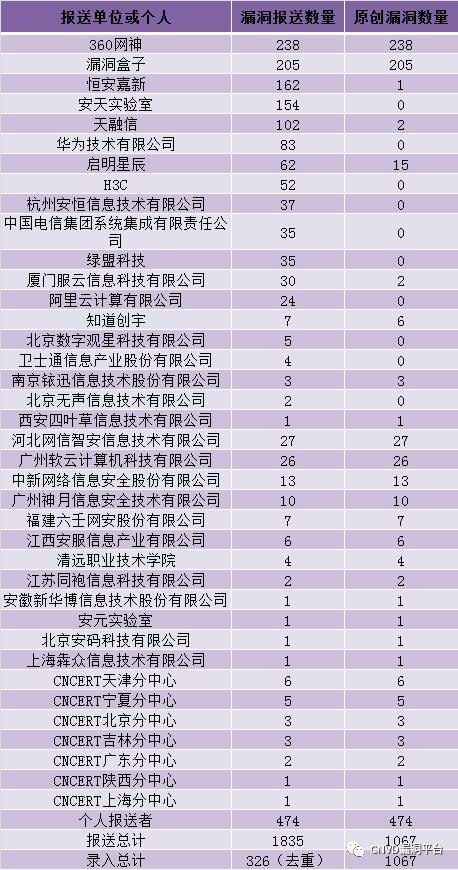 报送单位或个人 漏洞报送数量 原创漏洞数量
360网神 238 238
漏洞盒子 205 205
恒安嘉新 162 1
安天实验室 154 0
天融信 102 2
华为技术有限公司 83 0
启明星辰 62 15
H3C 52 0
杭州安恒信息技术有限公司 37 0
中国电信集团系统集成有限责任公
司 35 0
绿盟科技 35 0
厦门服云信息科技有限公司 30 2
阿里云计算有限公司 24 0
知道创宇 7 6
北京数字观星科技有限公司 5 0
卫士通信息产业股份有限公司 4 0
南京铱迅信息技术股份有限公司 3 3
北京无声信息技术有限公司 2 0
西安四叶草信息技术有限公司 1 1
河北网信智安信息技术有限公司 27 27
广州软云计算机科技有限公司 26 26
中新网络信息安全股份有限公司 13 13
广州神月信息安全技术有限公司 10 10
福建六壬网安股份有限公司 7 7
江西安服信息产业有限公司 6 6
清远职业技术学院 4 4
江苏同袍信息科技有限公司 2 2
安徽新华博信息技术股份有限公司 1 1
安元实验室 1 1
北京安码科技有限公司 1 1
上海犇众信息技术有限公司 1 1
CNCERT天津分中心 6 6
CNCERT宁夏分中心 5 5
CNCERT北京分中心 3 3
CNCERT吉林分中心 3 3
CNCERT广东分中心 2 2
CNCERT陕西分中心 1 1
CNCERT上海分中心 1 1
个人报送者 474 474
报送总计 1835 1067
录入总计 326（去重） 1067
CNVD漏洞平台